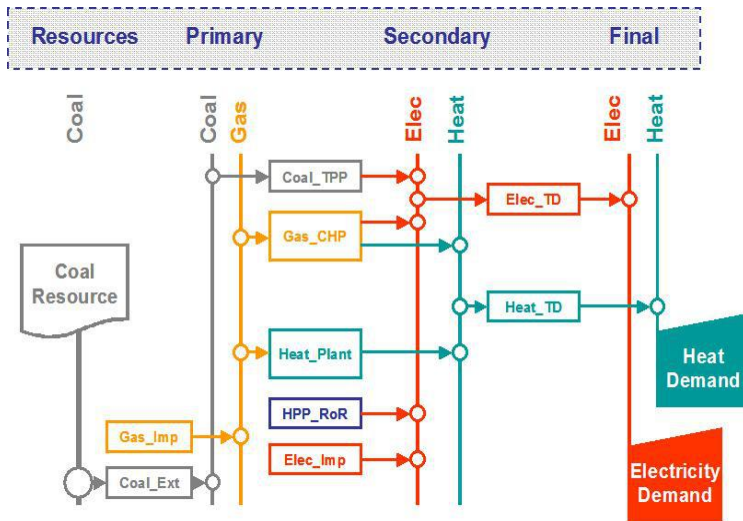 Resources Primary Secondary Final
Coal Coal Gas Elec Heat Elec Heat
Coal_TPP
Elec_TD
Gas_CHP
Coal
Resource
Heat_TD
Heat_Plant
Heat
Demand
HPP_RoR
Gas_Imp
Elec_Imp
Coal_Ext
Electricity
Demand